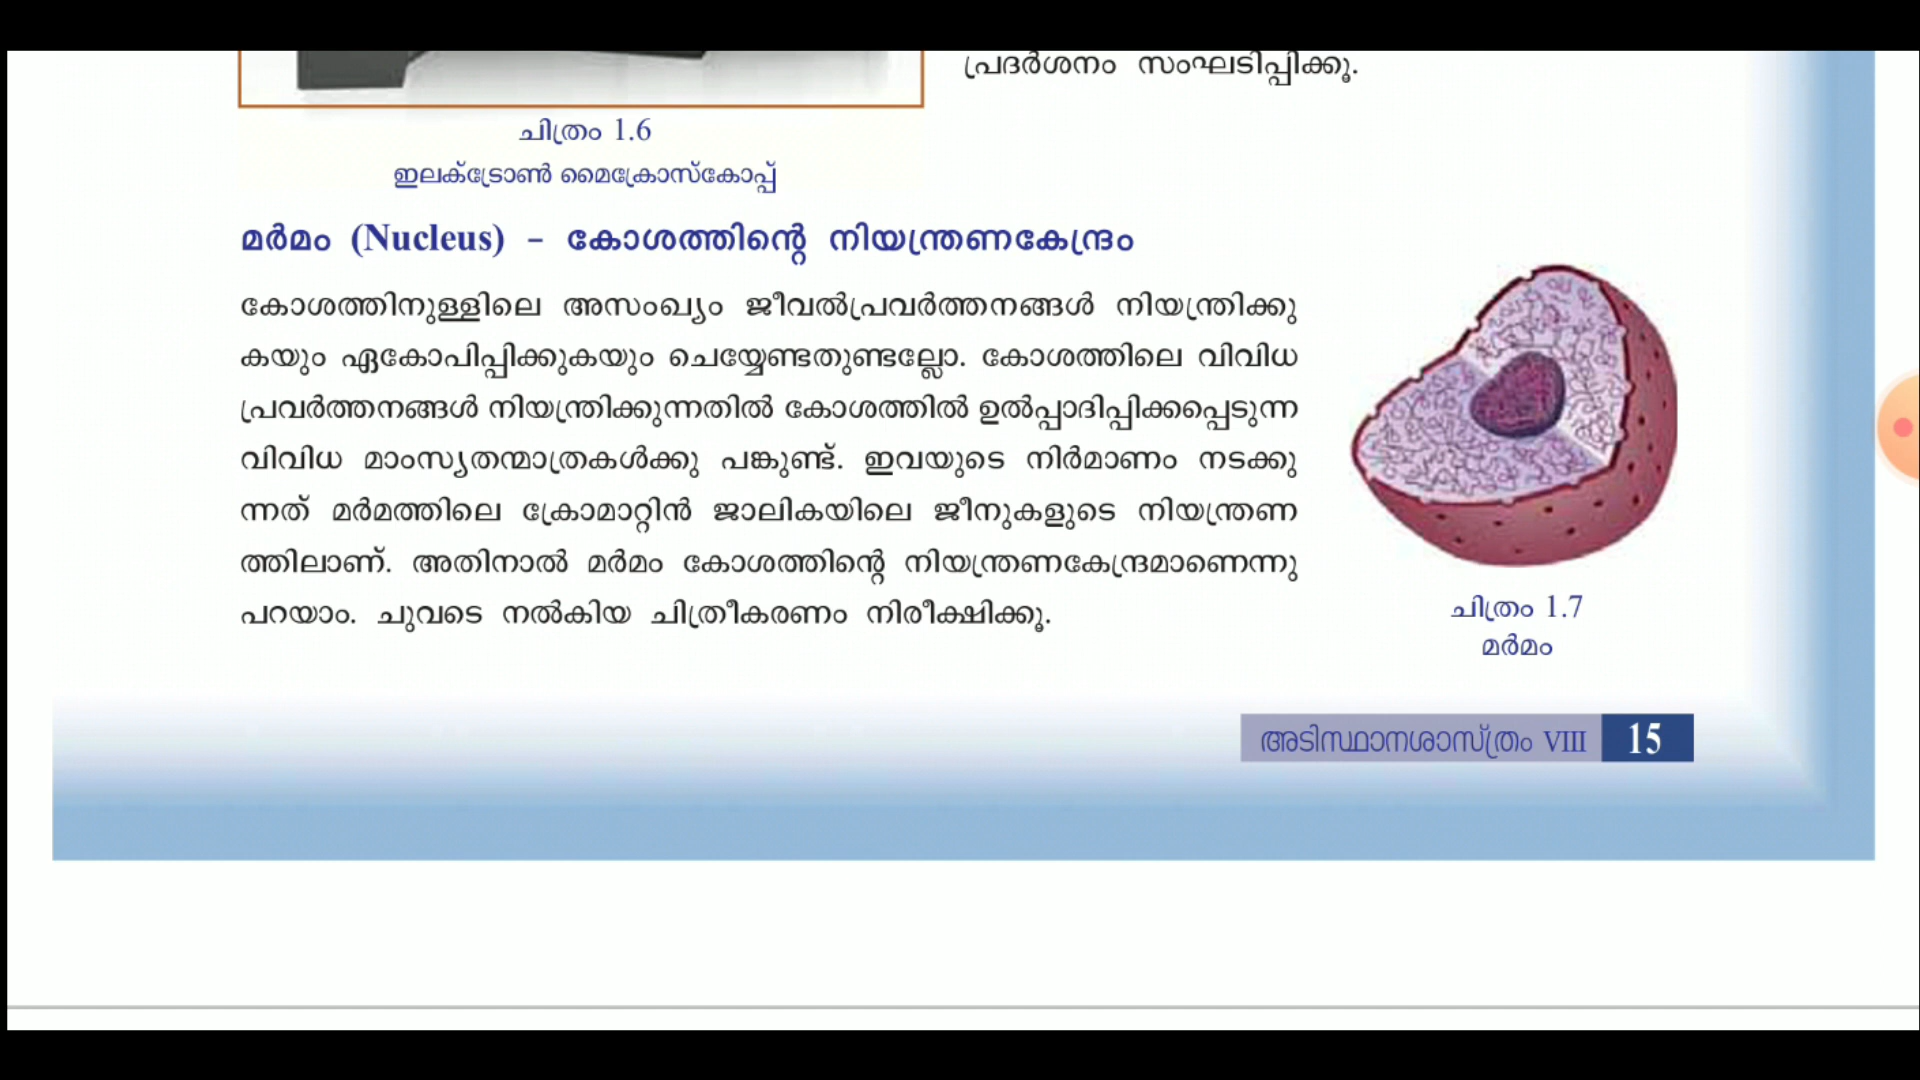 പ്രദർശനം സംഘടിപ്പിക്കൂ.
ചിത്രം 1.6
ഇലക്ട്രോൺ മൈക്രോസ്കോപ്പ്
മർമം (Nucleus) - കോശത്തിന്റെ നിയന്ത്രണകേന്ദ്രം
കോശത്തിനുള്ളിലെ അസംഖ്യം ജീവൽപ്രവർത്തനങ്ങൾ നിയന്ത്രിക്കു
കയും ഏകോപിപ്പിക്കുകയും ചെയ്യേണ്ടതുണ്ടല്ലോ. കോശത്തിലെ വിവിധ
പ്രവർത്തനങ്ങൾ നിയന്ത്രിക്കുന്നതിൽ കോശത്തിൽ ഉൽപ്പാദിപ്പിക്കപ്പെടുന്ന
വിവിധ മാംസ്യതന്മാത്രകൾക്കു പങ്കുണ്ട്. ഇവയുടെ നിർമാണം നടക്കു
ന്നത് മർമത്തിലെ ക്രോമാറ്റിൻ ജാലികയിലെ ജീനുകളുടെ നിയന്ത്രണ
ത്തിലാണ്. അതിനാൽ മർമം കോശത്തിന്റെ നിയന്ത്രണകേന്ദ്രമാണെന്നു
പറയാം. ചുവടെ നൽകിയ ചിത്രീകരണം നിരീക്ഷിക്കൂ.
ചിത്രം 1.7
മർമം
അടിസ്ഥാനശാസ്ത്രം VIII 15